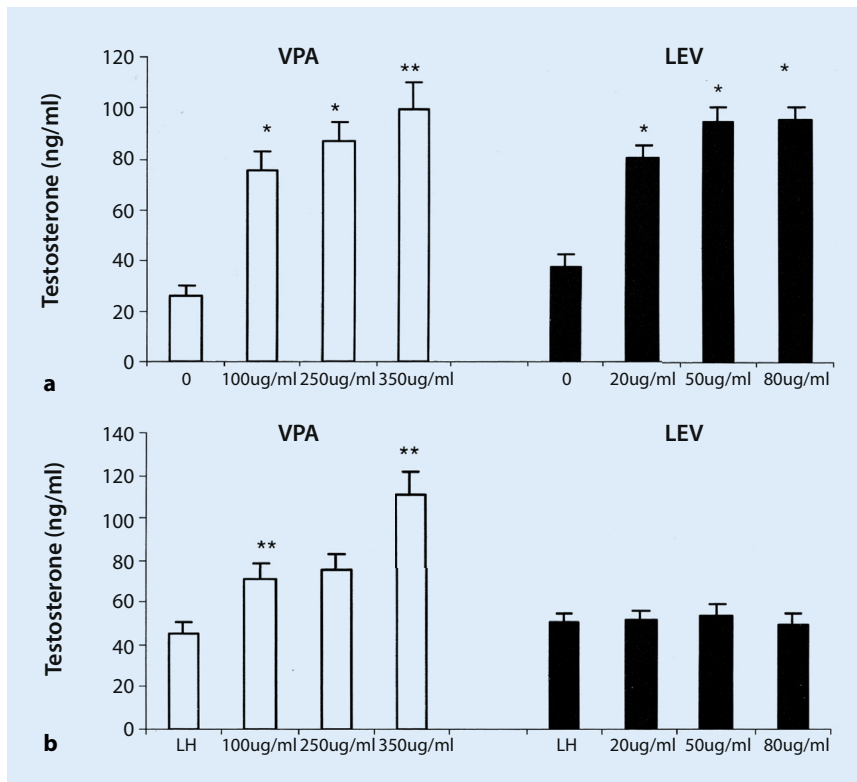 VPA LEV
120
100
80
60
40
20
0
Testosterone (ng/ml)
* * ** * * *
0 100ug/ml 250ug/ml 350ug/ml 0 20ug/ml 50ug/ml 80ug/ml
a
VPA LEV
140
120
100
80
60
40
20
0
Testosterone (ng/ml)
** **
LH 100ug/ml 250ug/ml 350ug/ml LH 20ug/ml 50ug/ml 80ug/ml
b